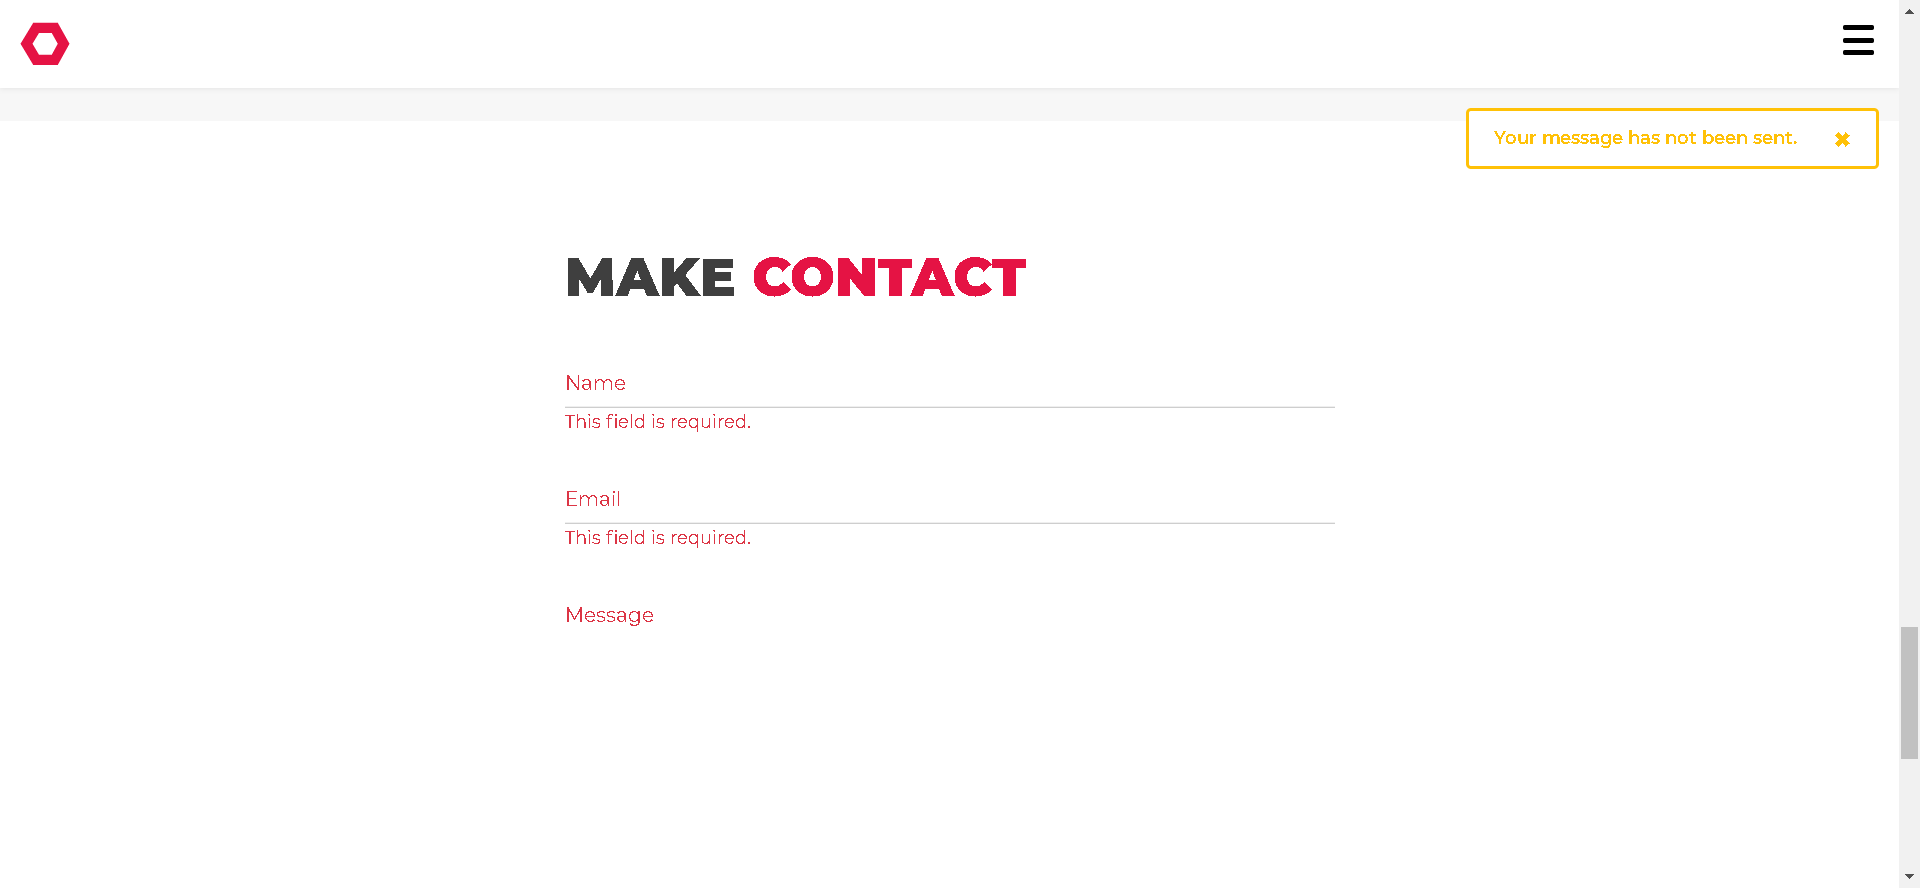 Your message has not been sent. ✖
MAKE CONTACT
Name
This field is required.
Email
This field is required.
Message